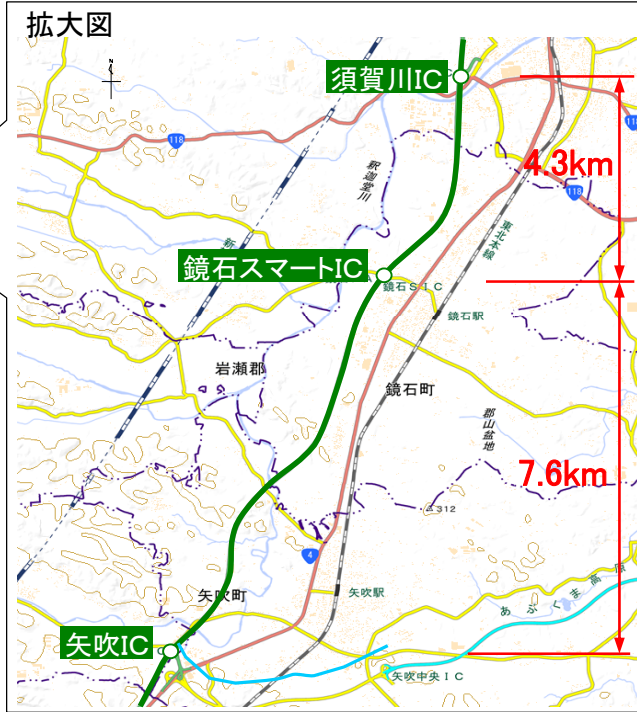 拡大図
N
須賀川IC
118
118
118
4.3km
釈迦堂川
東北本線
新
鏡石スマートIC
鏡石SIC
鏡石駅
岩瀬郡
鏡石町
郡山盆地
7.6km
312
4
矢吹駅
矢吹町
あぶくま高原
矢吹IC
矢吹中央IC